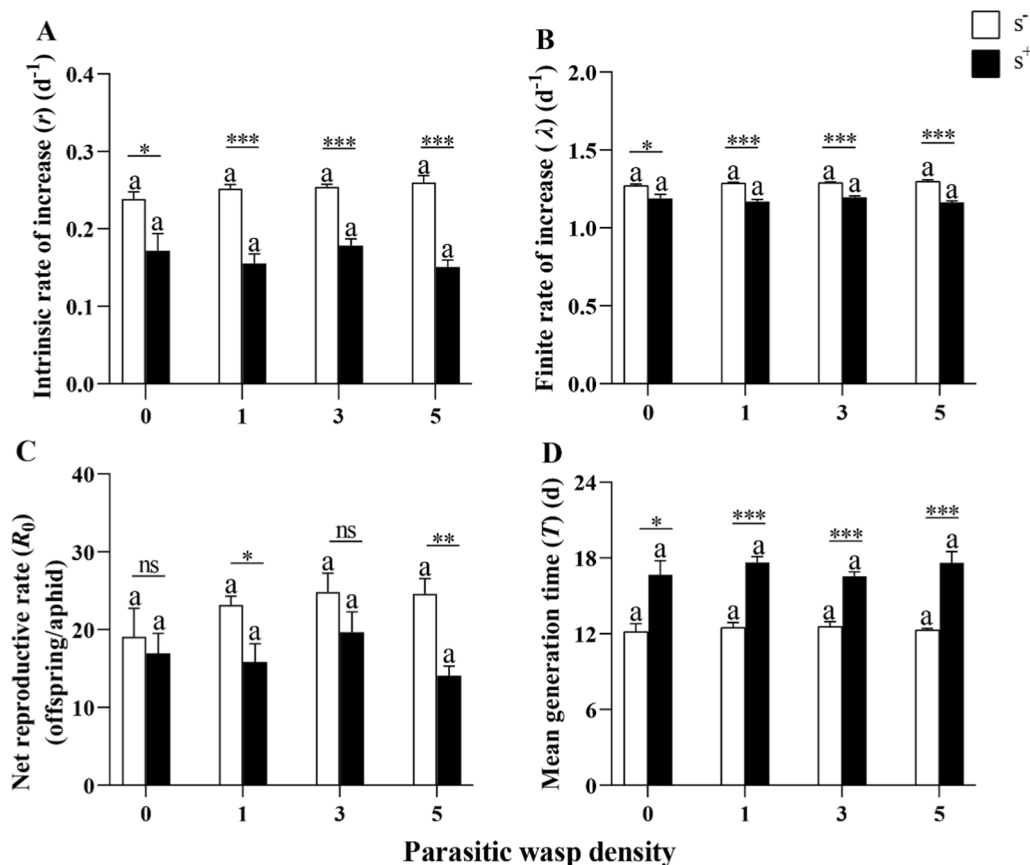 s-
s+
A
Intrinsic rate of increase (r) (d-1)
0.4
0.3
0.2
0.1
0.0
* *** *** ***
a a a a a a a a
0 1 3 5
B
Finite rate of increase ( λ) (d-1)
2.0
1.5
1.0
0.5
0.0
* *** *** ***
a a a a a a a a
0 1 3 5
C
Net reproductive rate (R0)
(offspring/aphid)
40
30
20
10
0
ns * ns **
a a a a a a a a
0 1 3 5
D
Mean generation time (T) (d)
24
18
12
6
0
* *** *** ***
a a a a a a a a
0 1 3 5
Parasitic wasp density